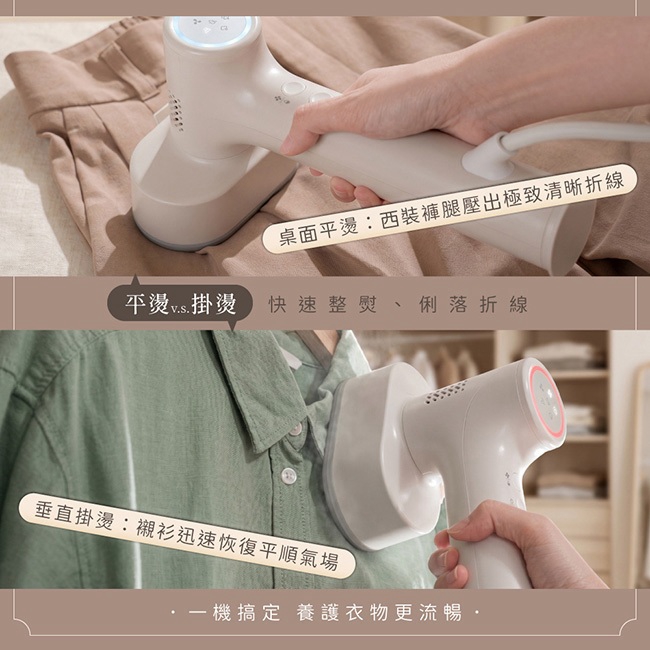 桌面平燙：西裝褲腿壓出極致清晰折線
平燙v.s.掛燙
快速整熨、俐落折線
垂直掛燙：襯衫迅速恢復平順氣場
·一機搞定 養護衣物更流暢·